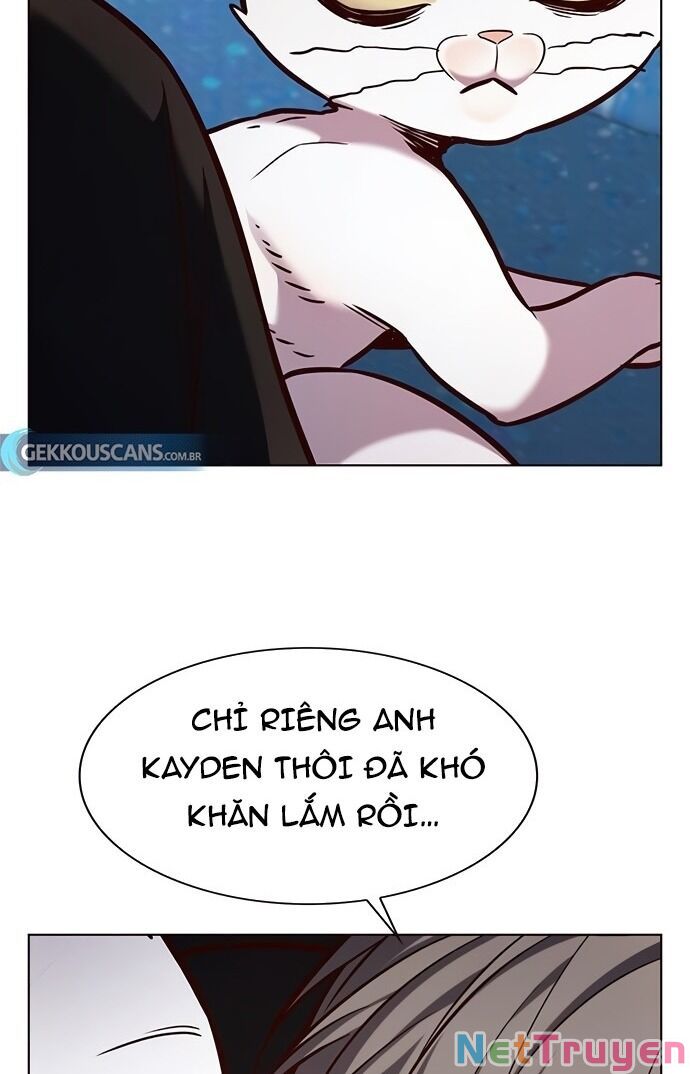 GEKKOUSCANS.COM.BR
CHỈ RIÊNG ANH
KAYDEN THÔI ĐÃ KHÓ
KHĂN LẮM RỒI...
NETTRUYEN